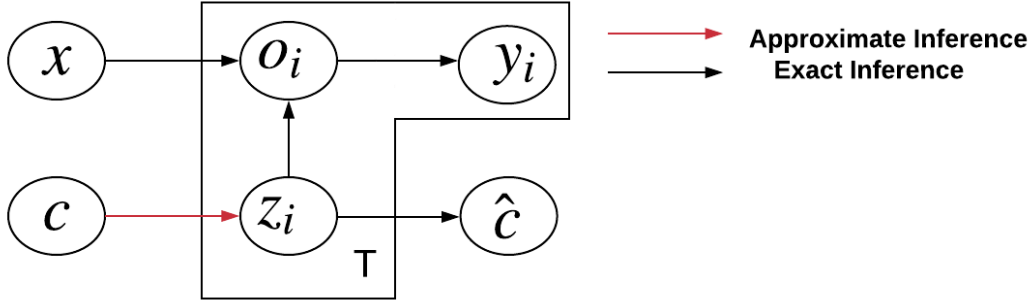 x
o_i
y_i
Approximate Inference
Exact Inference
c
z_i
ĉ
T